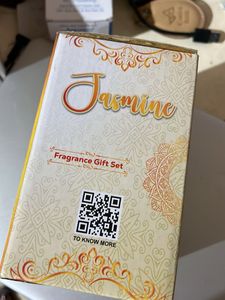 Jasmine
Fragrance Gift Set
TO KNOW MORE